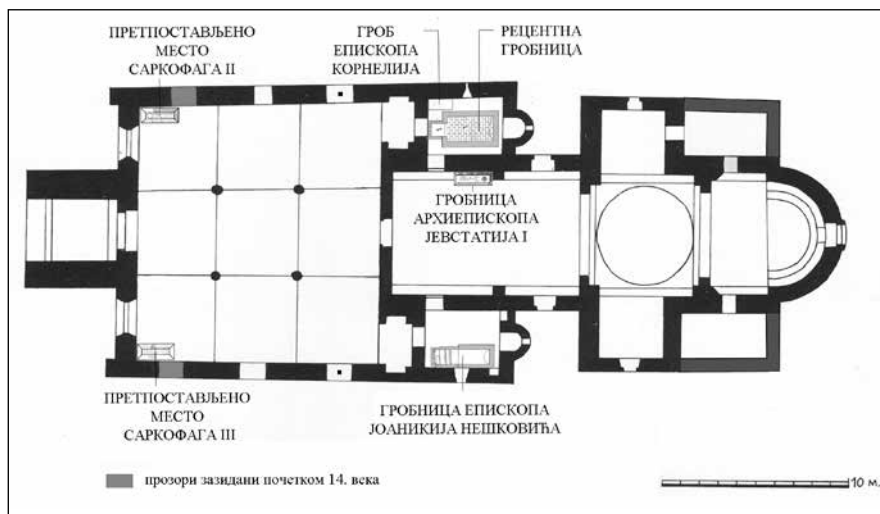 ПРЕТПОСТАВЉЕНО
МЕСТО
САРКОФАГА II
ГРОБ
ЕПИСКОПА
КОРНЕЛИЈА
РЕЦЕНТНА
ГРОБНИЦА
ГРОБНИЦА
АРХИЕПИСКОПА
ЈЕВСТАТИЈА I
ПРЕТПОСТАВЉЕНО
МЕСТО
САРКОФАГА III
ГРОБНИЦА ЕПИСКОПА
ЈОАНИКИЈА НЕШКОВИЋА
прозори зазидани почетком 14. века
10 м.